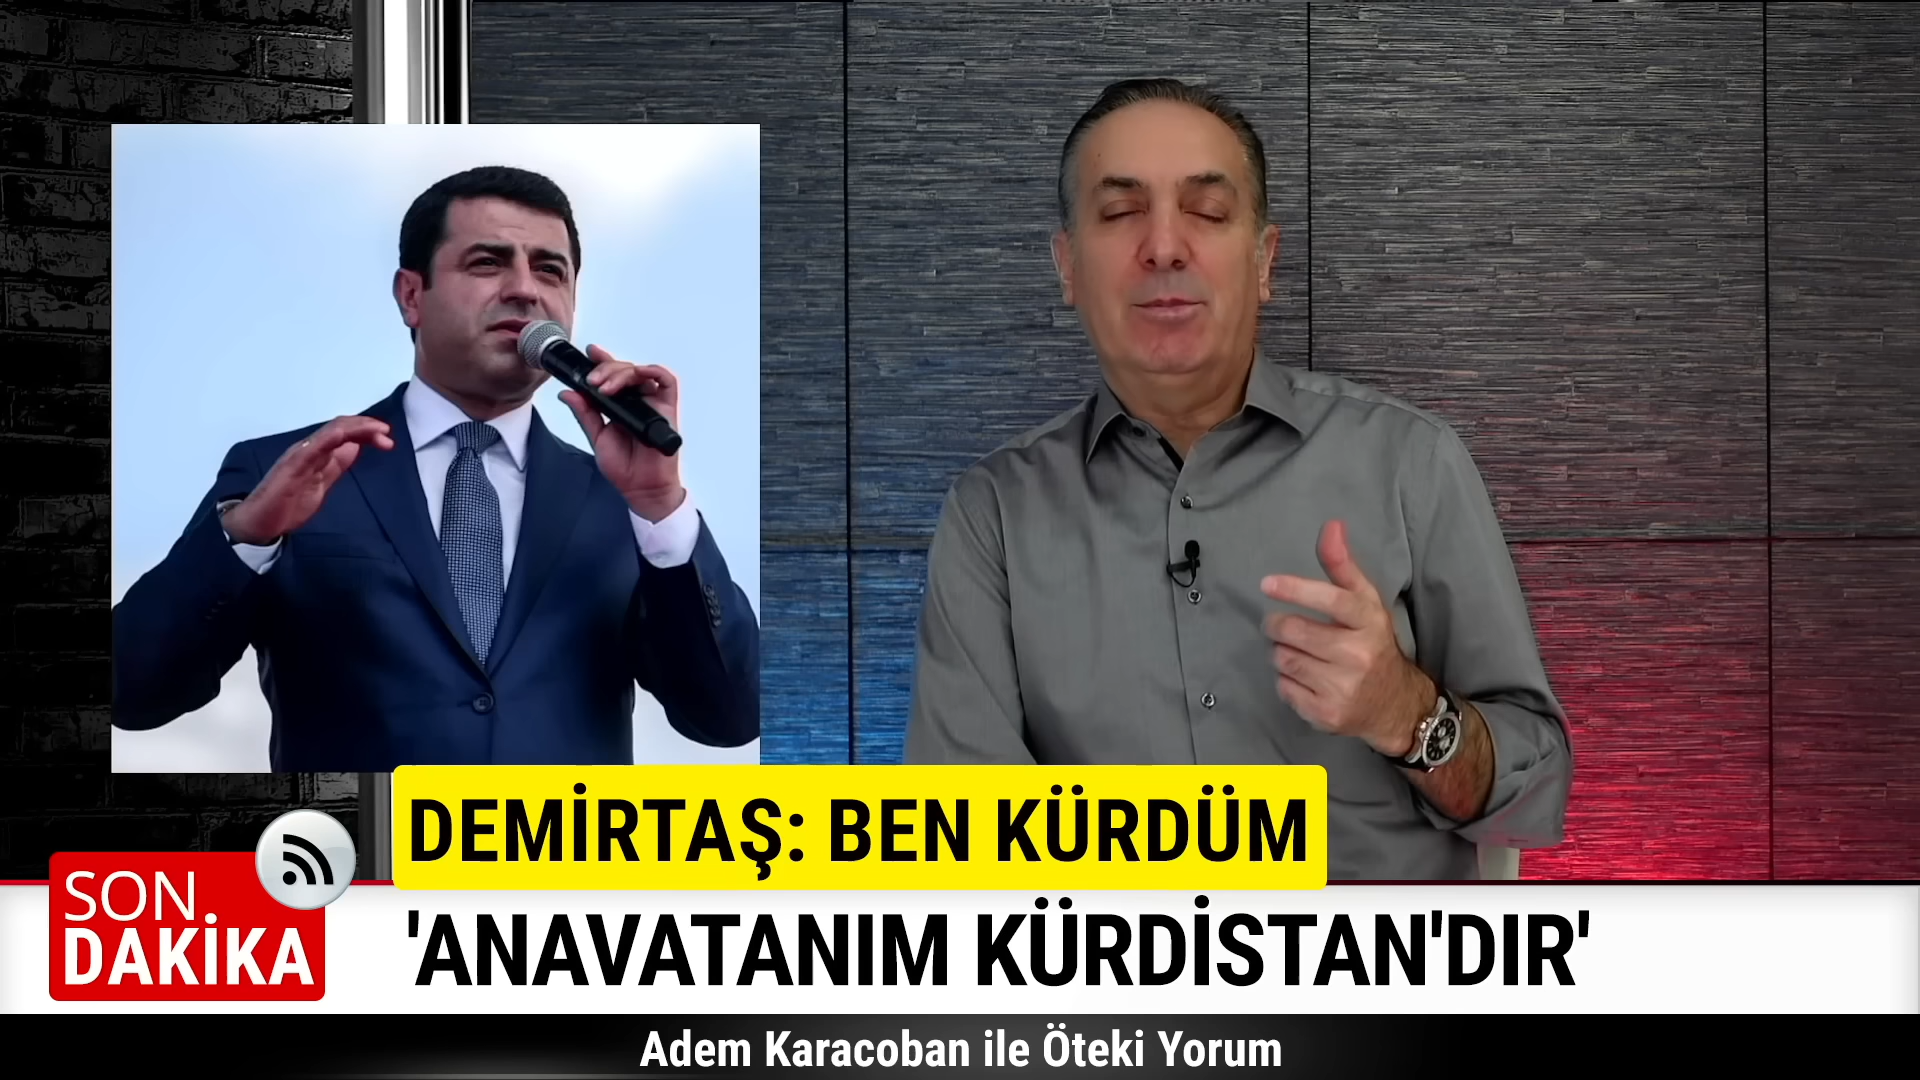 DEMİRTAŞ: BEN KÜRDÜM
SON
DAKİKA
'ANAVATANIM KÜRDİSTAN'DIR'
Adem Karacoban ile Öteki Yorum